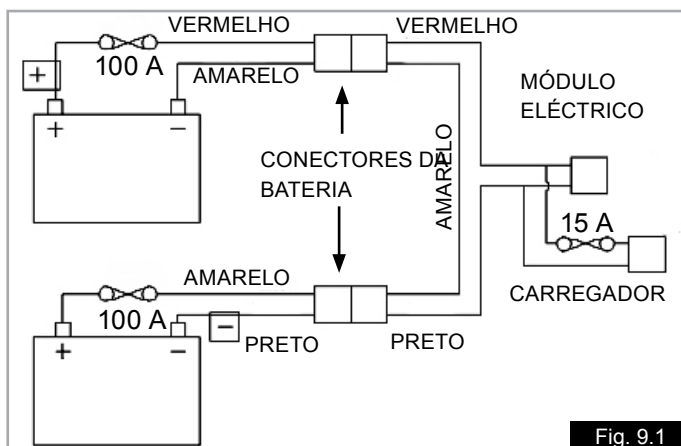 VERMELHO
VERMELHO
100 A
+
AMARELO
+
−
MÓDULO
ELÉCTRICO
CONECTORES DA
BATERIA
AMARELO
15 A
AMARELO
CARREGADOR
100 A
−
+
−
PRETO
PRETO
Fig. 9.1